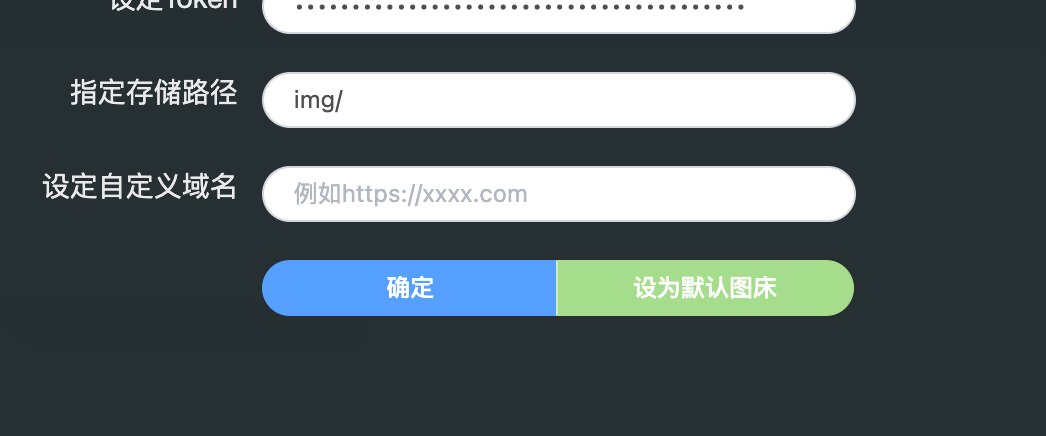 设定Token
指定存储路径
img/
设定自定义域名
例如https://xxxx.com
确定
设为默认图床